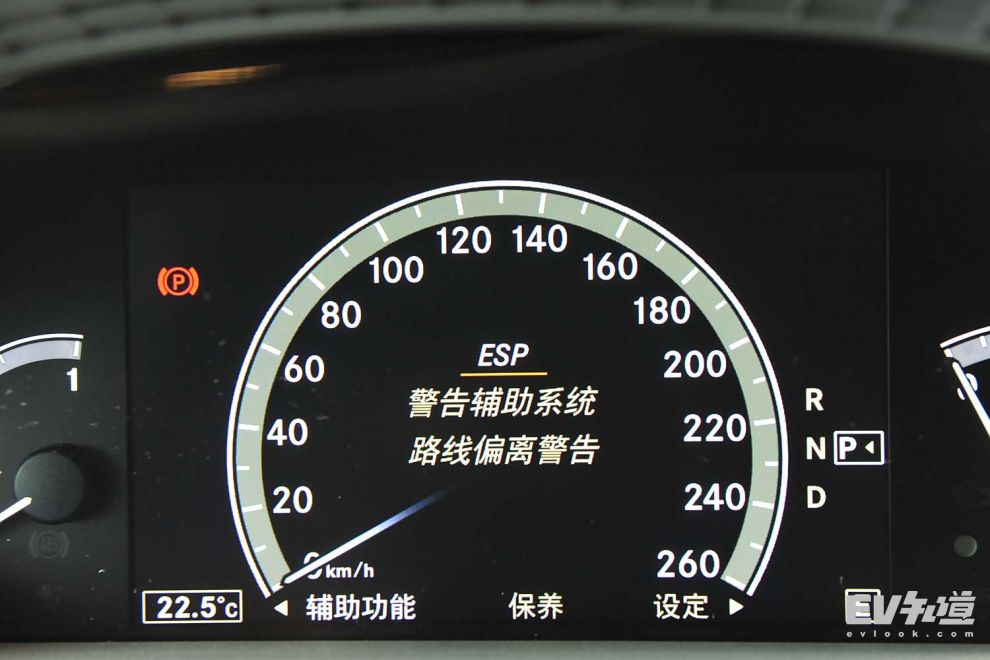 120 140
100 160
80 180
60 200
40 220
20 240
0 km/h 260
P
1
ESP
警告辅助系统
路线偏离警告
R
N P ◀
D
22.5°C
◀ 辅助功能 保养 设定 ▶
EV知道
evlook.com